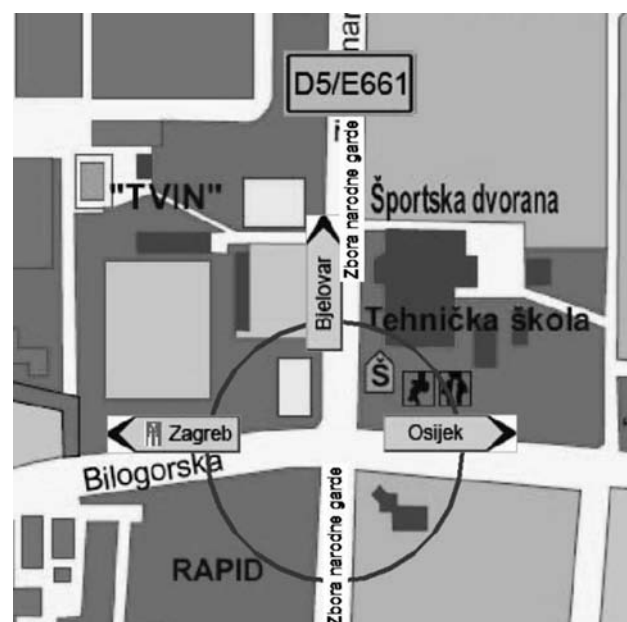 D5/E661
Zbora narodne garde
"TVIN"
Športska dvorana
Bjelovar
Tehnička škola
Š
Zagreb
Osijek
Bilogorska
Zbora narodne garde
RAPID